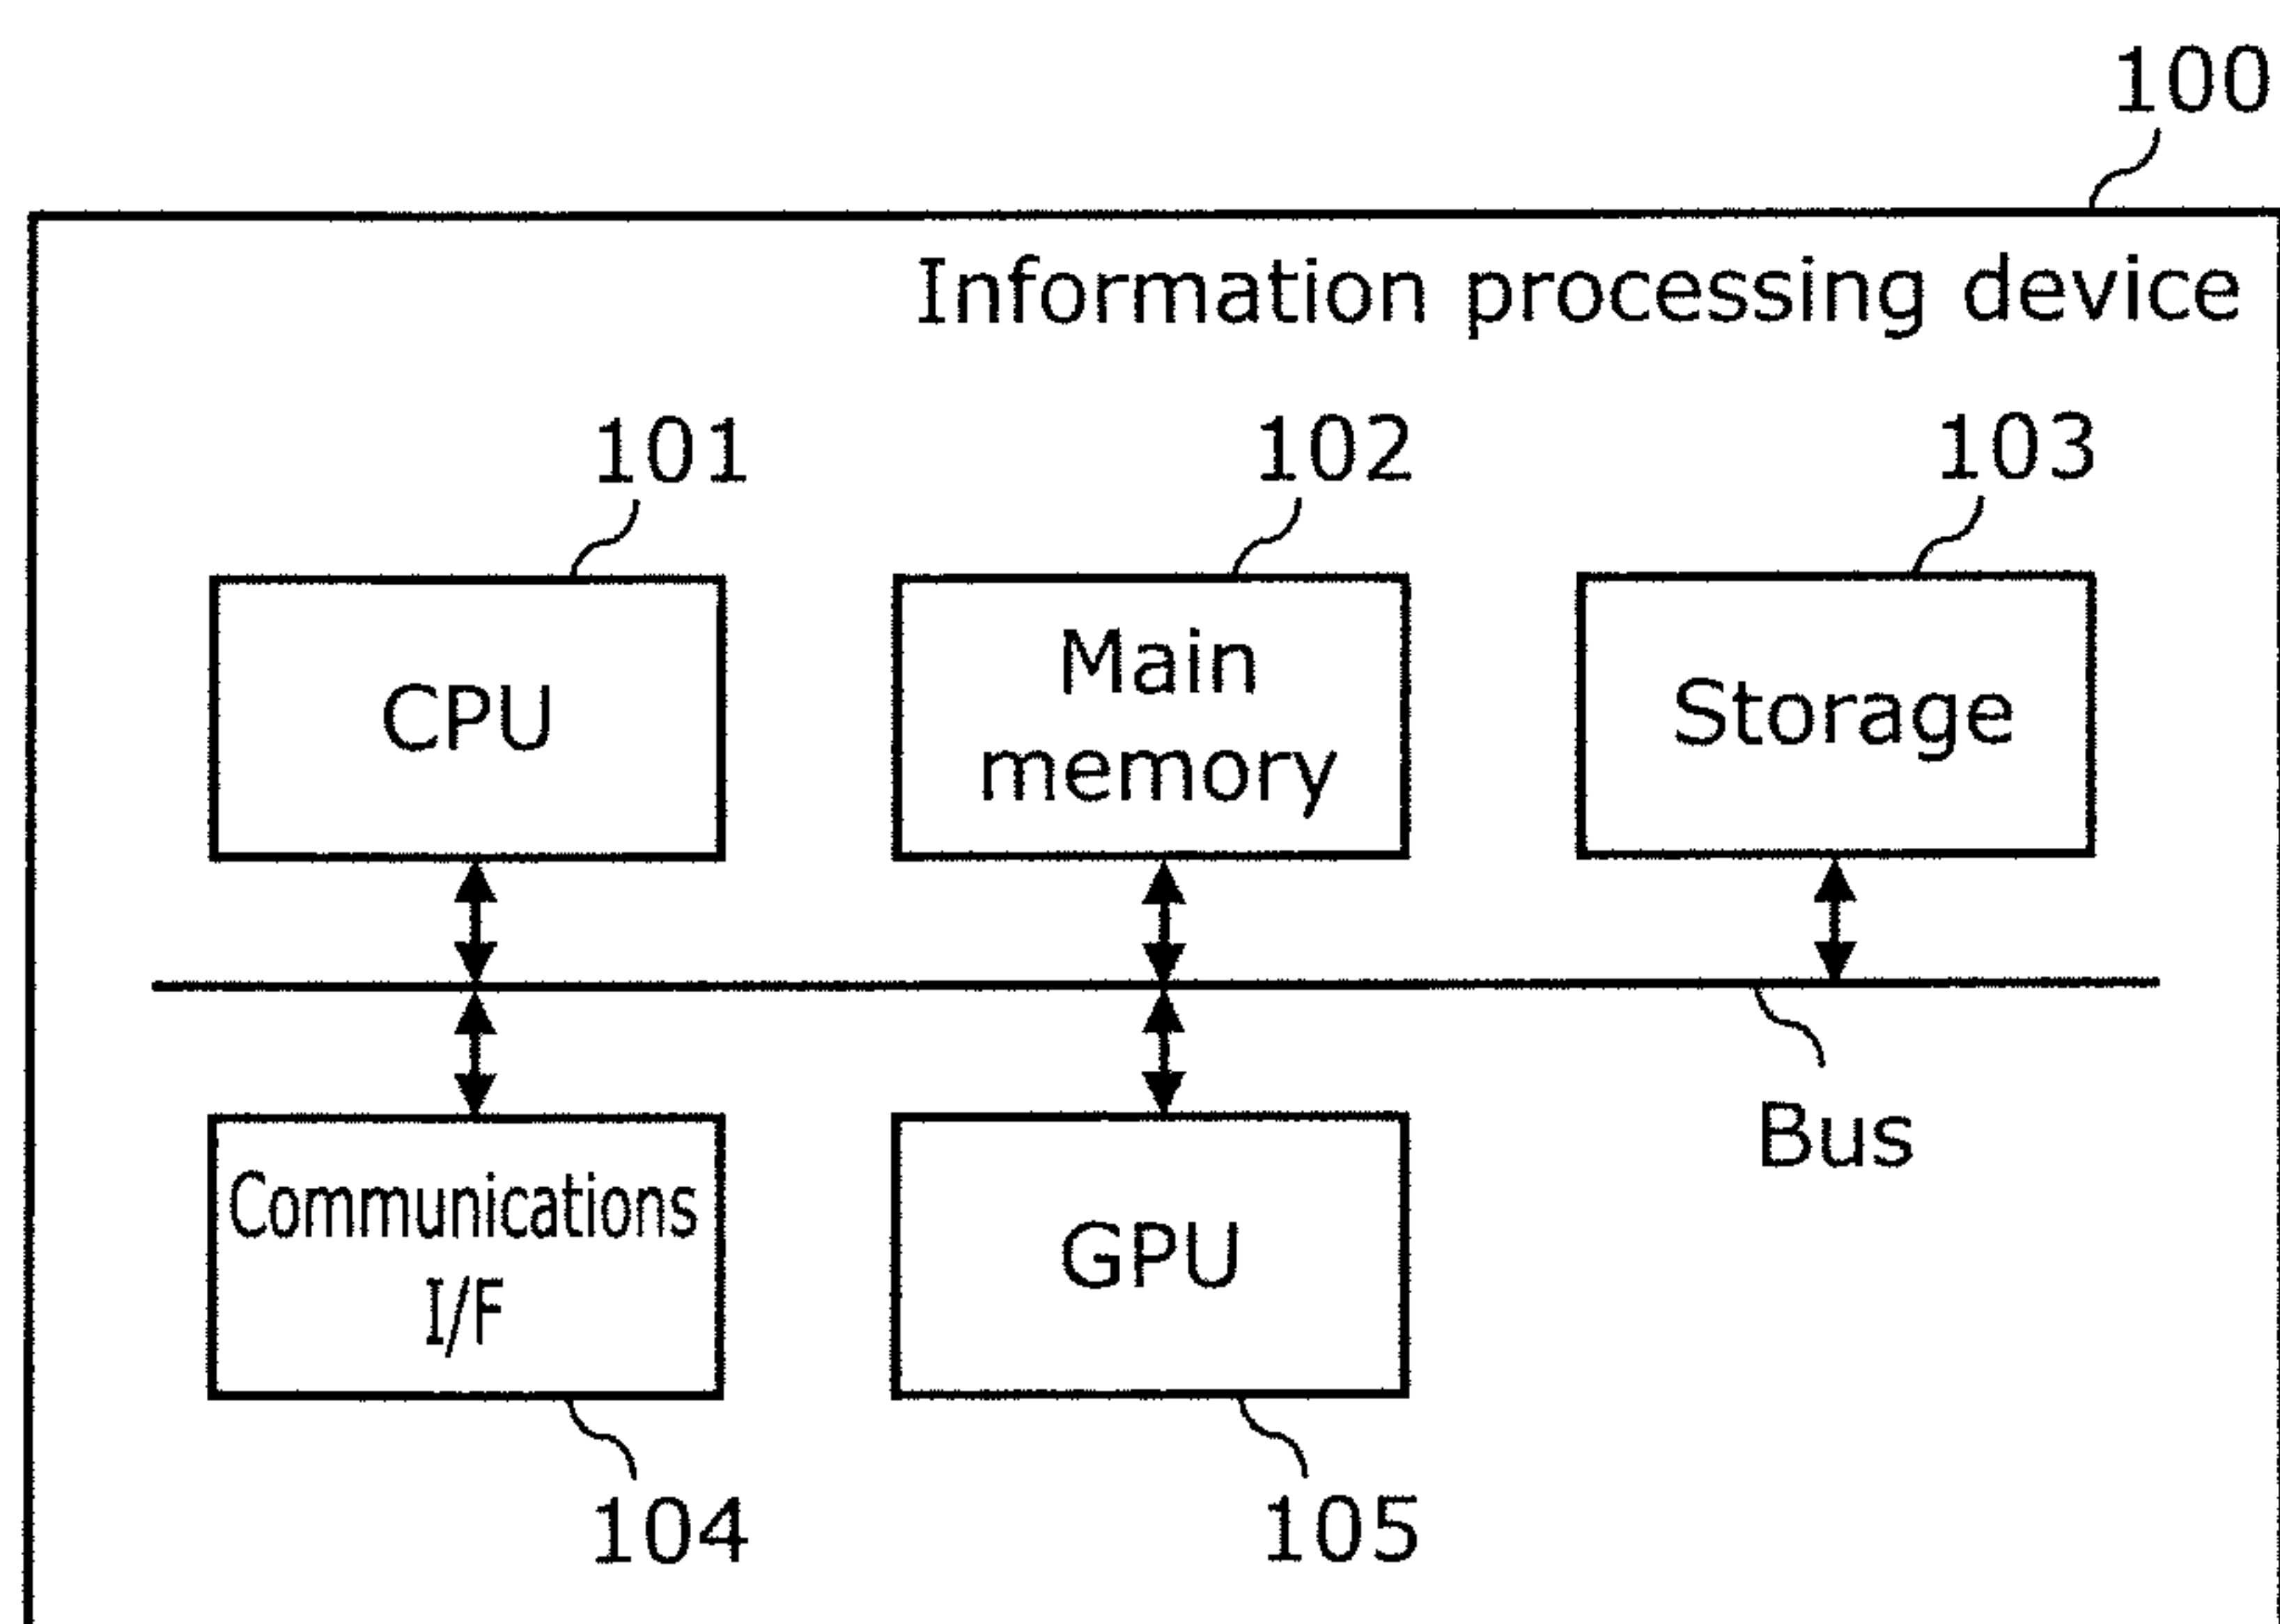 100
Information processing device
101
102
103
CPU
Main
memory
Storage
Bus
Communications
I/F
GPU
104
105